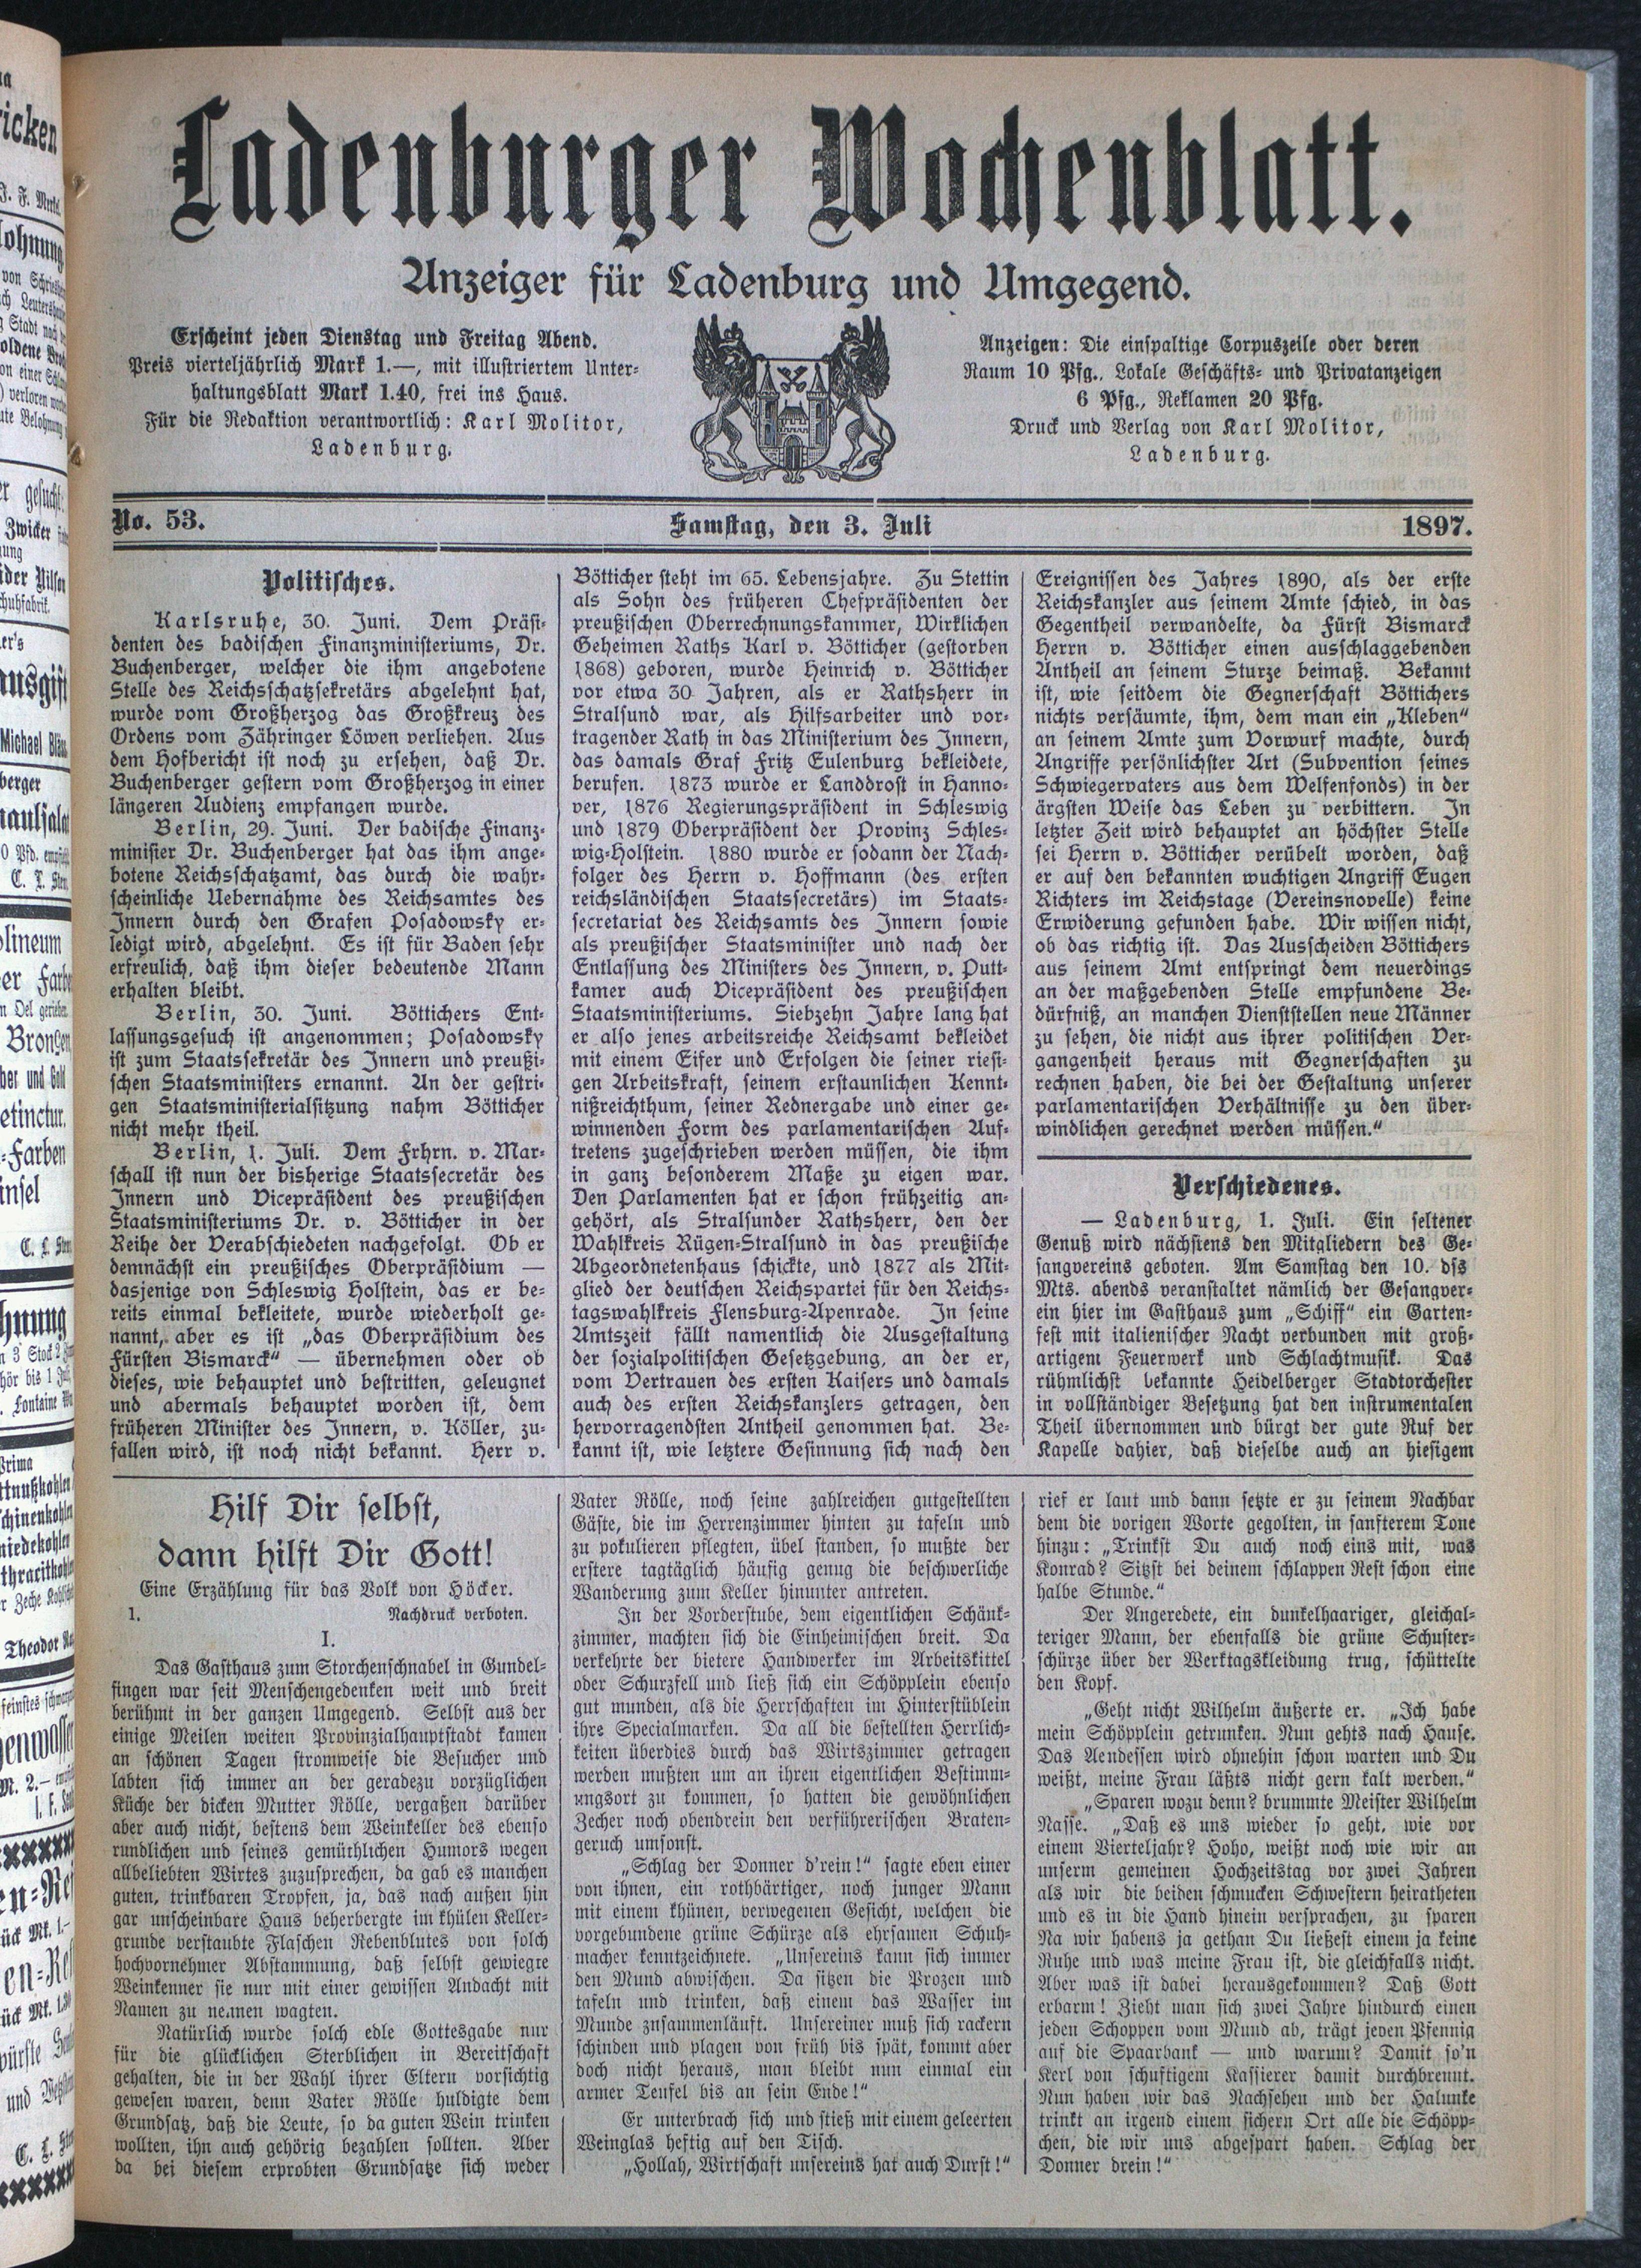 Ladenburger Wochenblatt.
Anzeiger für Ladenburg und Umgegend.
Erscheint jeden Dienstag und Freitag Abend.
Preis vierteljährlich Mark 1.—, mit illustriertem Unter-
haltungsblatt Mark 1.40, frei ins Haus.
Für die Redaktion verantwortlich: Karl Molitor,
Ladenburg.
Anzeigen: Die einspaltige Corpuszeile oder deren
Raum 10 Pfg., Lokale Geschäfts- und Privatanzeigen
6 Pfg., Reklamen 20 Pfg.
Druck und Verlag von Karl Molitor,
Ladenburg.
No. 53.
Samstag, den 3. Juli
1897.
Politisches.
Karlsruhe, 30. Juni. Dem Präsi-
denten des badischen Finanzministeriums, Dr.
Buchenberger, welcher die ihm angebotene
Stelle des Reichsschatzsekretärs abgelehnt hat,
wurde vom Großherzog das Großkreuz des
Ordens vom Zähringer Löwen verliehen. Aus
dem Hofbericht ist noch zu ersehen, daß Dr.
Buchenberger gestern vom Großherzog in einer
längeren Audienz empfangen wurde.
Berlin, 29. Juni. Der badische Finanz-
minister Dr. Buchenberger hat das ihm ange-
botene Reichsschatzamt, das durch die wahr-
scheinliche Uebernahme des Reichsamtes des
Innern durch den Grafen Posadowsky er-
ledigt wird, abgelehnt. Es ist für Baden sehr
erfreulich, daß ihm dieser bedeutende Mann
erhalten bleibt.
Berlin, 30. Juni. Böttichers Ent-
lassungsgesuch ist angenommen; Posadowsky
ist zum Staatssekretär des Innern und preußi-
schen Staatsministers ernannt. An der gestri-
gen Staatsministerialsitzung nahm Bötticher
nicht mehr theil.
Berlin, 1. Juli. Dem Frhrn. v. Mar-
schall ist nun der bisherige Staatssecretär des
Innern und Vicepräsident des preußischen
Staatsministeriums Dr. v. Bötticher in der
Reihe der Verabschiedeten nachgefolgt. Ob er
demnächst ein preußisches Oberpräsidium —
dasjenige von Schleswig Holstein, das er be-
reits einmal bekleitete, wurde wiederholt ge-
nannt, aber es ist „das Oberpräsidium des
Fürsten Bismarck“ — übernehmen oder ob
dieses, wie behauptet und bestritten, geleugnet
und abermals behauptet worden ist, dem
früheren Minister des Innern, v. Köller, zu-
fallen wird, ist noch nicht bekannt. Herr v.
Bötticher steht im 65. Lebensjahre. Zu Stettin
als Sohn des früheren Chefpräsidenten der
preußischen Oberrechnungskammer, Wirklichen
Geheimen Raths Karl v. Bötticher (gestorben
1868) geboren, wurde Heinrich v. Bötticher
vor etwa 30 Jahren, als er Rathsherr in
Stralsund war, als Hilfsarbeiter und vor-
tragender Rath in das Ministerium des Innern,
das damals Graf Fritz Eulenburg bekleidete,
berufen. 1873 wurde er Landdrost in Hanno-
ver, 1876 Regierungspräsident in Schleswig
und 1879 Oberpräsident der Provinz Schles-
wig-Holstein. 1880 wurde er sodann der Nach-
folger des Herrn v. Hoffmann (des ersten
reichsländischen Staatssecretärs) im Staats-
secretariat des Reichsamts des Innern sowie
als preußischer Staatsminister und nach der
Entlassung des Ministers des Innern, v. Putt-
kamer auch Vicepräsident des preußischen
Staatsministeriums. Siebzehn Jahre lang hat
er also jenes arbeitsreiche Reichsamt bekleidet
mit einem Eifer und Erfolgen die seiner riesi-
gen Arbeitskraft, seinem erstaunlichen Kennt-
nißreichthum, seiner Rednergabe und einer ge-
winnenden Form des parlamentarischen Auf-
tretens zugeschrieben werden müssen, die ihm
in ganz besonderem Maße zu eigen war.
Den Parlamenten hat er schon frühzeitig an-
gehört, als Stralsunder Rathsherr, den der
Wahlkreis Rügen-Stralsund in das preußische
Abgeordnetenhaus schickte, und 1877 als Mit-
glied der deutschen Reichspartei für den Reichs-
tagswahlkreis Flensburg-Apenrade. In seine
Amtszeit fällt namentlich die Ausgestaltung
der sozialpolitischen Gesetzgebung, an der er,
vom Vertrauen des ersten Kaisers und damals
auch des ersten Reichskanzlers getragen, den
hervorragendsten Antheil genommen hat. Be-
kannt ist, wie letztere Gesinnung sich nach den
Ereignissen des Jahres 1890, als der erste
Reichskanzler aus seinem Amte schied, in das
Gegentheil verwandelte, da Fürst Bismarck
Herrn v. Bötticher einen ausschlaggebenden
Antheil an seinem Sturze beimaß. Bekannt
ist, wie seitdem die Gegnerschaft Böttichers
nichts versäumte, ihm, dem man ein „Kleben“
an seinem Amte zum Vorwurf machte, durch
Angriffe persönlichster Art (Subvention seines
Schwiegervaters aus dem Welfenfonds) in der
ärgsten Weise das Leben zu verbittern. In
letzter Zeit wird behauptet an höchster Stelle
sei Herrn v. Bötticher verübelt worden, daß
er auf den bekannten wuchtigen Angriff Eugen
Richters im Reichstage (Vereinsnovelle) keine
Erwiderung gefunden habe. Wir wissen nicht,
ob das richtig ist. Das Ausscheiden Böttichers
aus seinem Amt entspringt dem neuerdings
an der maßgebenden Stelle empfundene Be-
dürfniß, an manchen Dienststellen neue Männer
zu sehen, die nicht aus ihrer politischen Ver-
gangenheit heraus mit Gegnerschaften zu
rechnen haben, die bei der Gestaltung unserer
parlamentarischen Verhältnisse zu den über-
windlichen gerechnet werden müssen.“
Verschiedenes.
— Ladenburg, 1. Juli. Ein seltener
Genuß wird nächstens den Mitgliedern des Ge-
sangvereins geboten. Am Samstag den 10. dss
Mts. abends veranstaltet nämlich der Gesangver-
ein hier im Gasthaus zum „Schiff“ ein Garten-
fest mit italienischer Nacht verbunden mit groß-
artigem Feuerwerk und Schlachtmusik. Das
rühmlichst bekannte Heidelberger Stadtorchester
in vollständiger Besetzung hat den instrumentalen
Theil übernommen und bürgt der gute Ruf der
Kapelle dahier, daß dieselbe auch an hiesigem
Hilf Dir selbst,
dann hilft Dir Gott!
Eine Erzählung für das Volk von Höcker.
1. Nachdruck verboten.
I.
Das Gasthaus zum Storchenschnabel in Gundel-
fingen war seit Menschengedenken weit und breit
berühmt in der ganzen Umgegend. Selbst aus der
einige Meilen weiten Provinzialhauptstadt kamen
an schönen Tagen stromweise die Besucher und
labten sich immer an der geradezu vorzüglichen
Küche der dicken Mutter Rölle, vergaßen darüber
aber auch nicht, bestens dem Weinkeller des ebenso
rundlichen und seines gemüthlichen Humors wegen
allbeliebten Wirtes zuzusprechen, da gab es manchen
guten, trinkbaren Tropfen, ja, das nach außen hin
gar unscheinbare Haus beherbergte im khülen Keller-
grunde verstaubte Flaschen Rebenblutes von solch
hochvornehmer Abstammung, daß selbst gewiegte
Weinkenner sie nur mit einer gewissen Andacht mit
Namen zu nennen wagten.
Natürlich wurde solch edle Gottesgabe nur
für die glücklichen Sterblichen in Bereitschaft
gehalten, die in der Wahl ihrer Eltern vorsichtig
gewesen waren, denn Vater Rölle huldigte dem
Grundsatz, daß die Leute, so da guten Wein trinken
wollten, ihn auch gehörig bezahlen sollten. Aber
da bei diesem erprobten Grundsatze sich weder
Vater Rölle, noch seine zahlreichen gutgestellten
Gäste, die im Herrenzimmer hinten zu tafeln und
zu pokulieren pflegten, übel standen, so mußte der
erstere tagtäglich häufig genug die beschwerliche
Wanderung zum Keller hinunter antreten.
In der Vorderstube, dem eigentlichen Schänk-
zimmer, machten sich die Einheimischen breit. Da
verkehrte der bietere Handwerker im Arbeitskittel
oder Schurzfell und ließ sich ein Schöpplein ebenso
gut munden, als die Herrschaften im Hinterstüblein
ihre Specialmarken. Da all die bestellten Herrlich-
keiten überdies durch das Wirtszimmer getragen
werden mußten um an ihren eigentlichen Bestimm-
ungsort zu kommen, so hatten die gewöhnlichen
Zecher noch obendrein den verführerischen Braten-
geruch umsonst.
„Schlag der Donner d'rein!“ sagte eben einer
von ihnen, ein rothbärtiger, noch junger Mann
mit einem khünen, verwegenen Gesicht, welchen die
vorgebundene grüne Schürze als ehrsamen Schuh-
macher kenntzeichnete. „Unsereins kann sich immer
den Mund abwischen. Da sitzen die Prozen und
tafeln und trinken, daß einem das Wasser im
Munde zusammenläuft. Unsereiner muß sich rackern
schinden und plagen von früh bis spät, kommt aber
doch nicht heraus, man bleibt nun einmal ein
armer Teufel bis an sein Ende!“
Er unterbrach sich und stieß mit einem geleerten
Weinglas heftig auf den Tisch.
„Hollah, Wirtschaft unsereins hat auch Durst!“
rief er laut und dann setzte er zu seinem Nachbar
dem die vorigen Worte gegolten, in sanfterem Tone
hinzu: „Trinkst Du auch noch eins mit, was
Konrad? Sitzst bei deinem schlappen Rest schon eine
halbe Stunde.“
Der Angeredete, ein dunkelhaariger, gleichal-
teriger Mann, der ebenfalls die grüne Schuster-
schürze über der Werktagskleidung trug, schüttelte
den Kopf.
„Geht nicht Wilhelm äußerte er. „Ich habe
mein Schöpplein getrunken. Nun gehts nach Hause.
Das Aendessen wird ohnehin schon warten und Du
weißt, meine Frau läßts nicht gern kalt werden.“
„Sparen wozu denn? brummte Meister Wilhelm
Nasse. „Daß es uns wieder so geht, wie vor
einem Vierteljahr? Hoho, weißt noch wie wir an
unserm gemeinen Hochzeitstag vor zwei Jahren
als wir die beiden schmucken Schwestern heiratheten
und es in die Hand hinein versprachen, zu sparen
Na wir habens ja gethan Du ließest einem ja keine
Ruhe und was meine Frau ist, die gleichfalls nicht.
Aber was ist dabei herausgekommen? Daß Gott
erbarm! Zieht man sich zwei Jahre hindurch einen
jeden Schoppen vom Mund ab, trägt jeden Pfennig
auf die Spaarbank — und warum? Damit so'n
Kerl von schuftigem Kassierer damit durchbrennt.
Nun haben wir das Nachsehen und der Halunke
trinkt an irgend einem sichern Ort alle die Schöpp-
chen, die wir uns abgespart haben. Schlag der
Donner drein!“